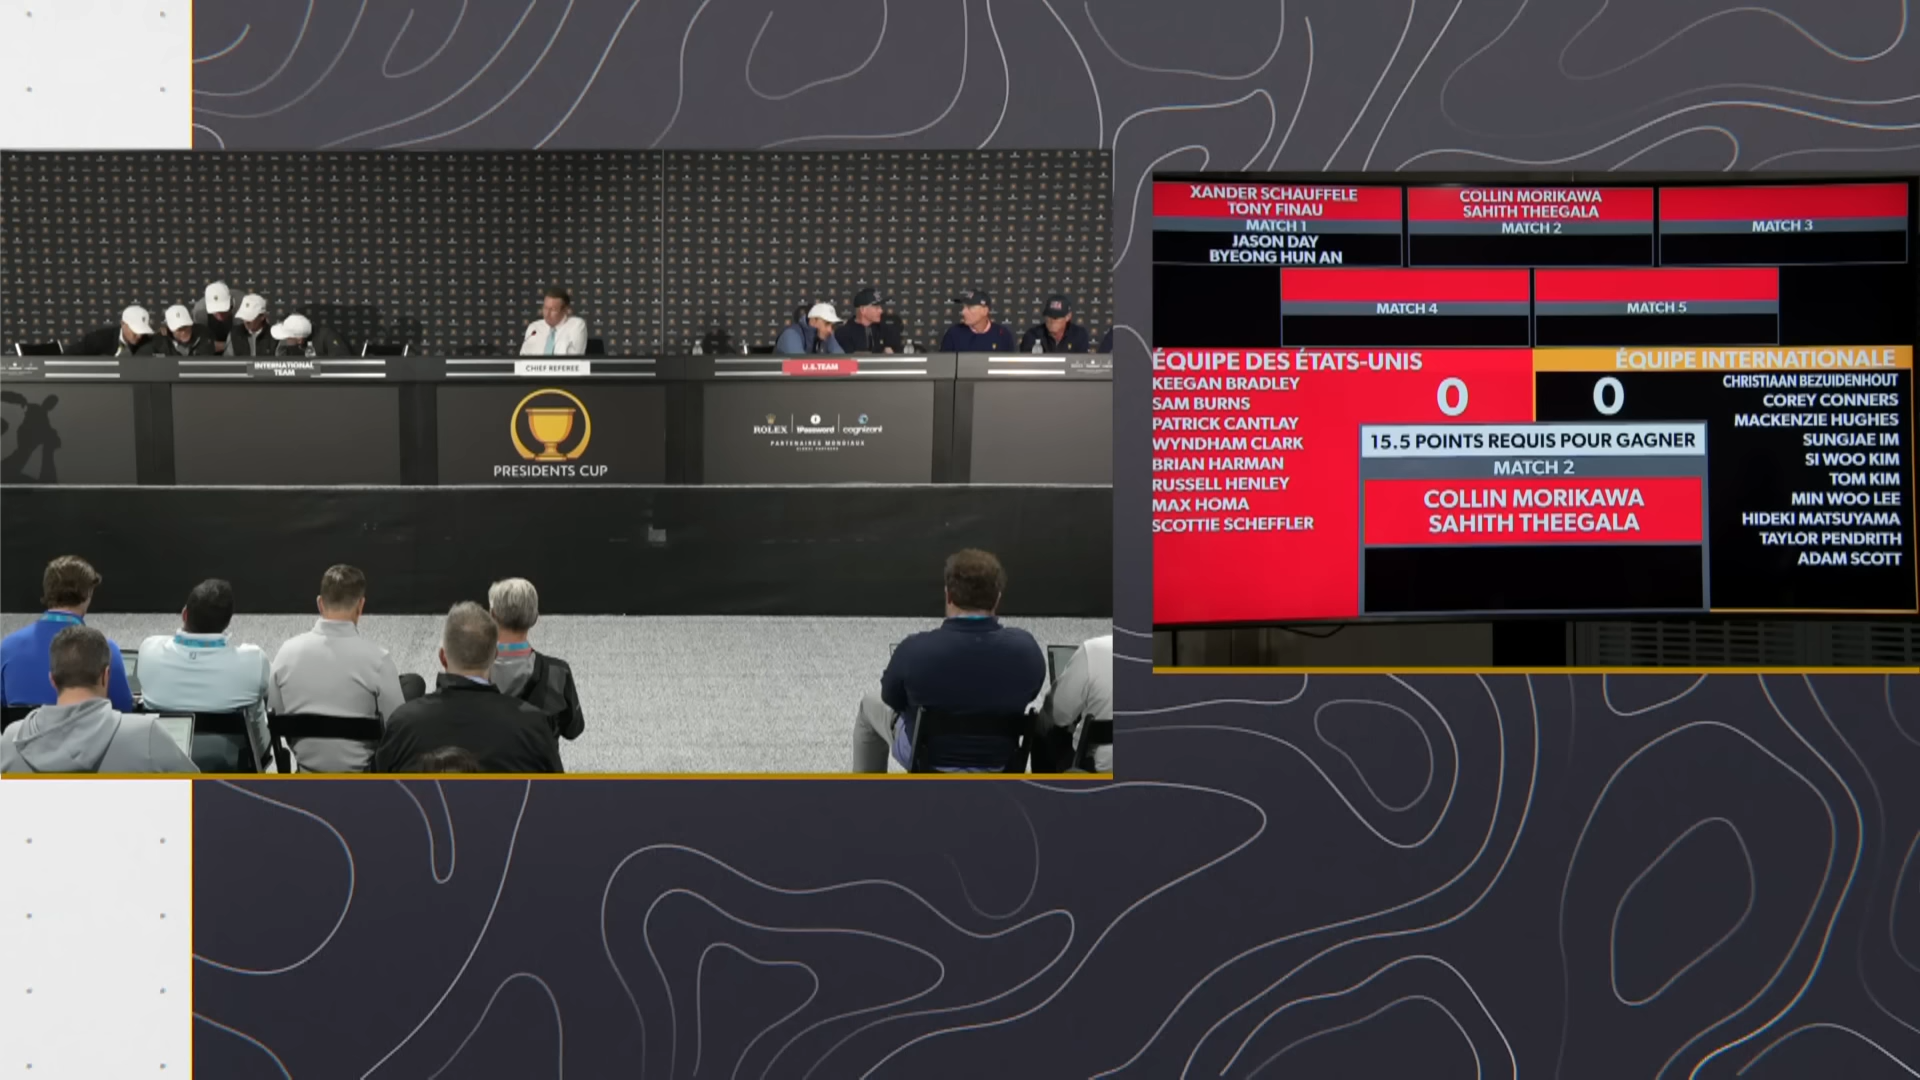 INTERNATIONAL
TEAM
CHIEF REFEREE
U.S. TEAM
PRESIDENTS CUP
ROLEX
1Password
cognizant
PARTENAIRES MONDIAUX
GLOBAL PARTNERS
XANDER SCHAUFFELE
TONY FINAU
MATCH 1
JASON DAY
BYEONG HUN AN
COLLIN MORIKAWA
SAHITH THEEGALA
MATCH 2
MATCH 3
MATCH 4
MATCH 5
ÉQUIPE DES ÉTATS-UNIS
0
KEEGAN BRADLEY
SAM BURNS
PATRICK CANTLAY
WYNDHAM CLARK
BRIAN HARMAN
RUSSELL HENLEY
MAX HOMA
SCOTTIE SCHEFFLER
15.5 POINTS REQUIS POUR GAGNER
MATCH 2
COLLIN MORIKAWA
SAHITH THEEGALA
ÉQUIPE INTERNATIONALE
0
CHRISTIAAN BEZUIDENHOUT
COREY CONNERS
MACKENZIE HUGHES
SUNGJAE IM
SI WOO KIM
TOM KIM
MIN WOO LEE
HIDEKI MATSUYAMA
TAYLOR PENDRITH
ADAM SCOTT